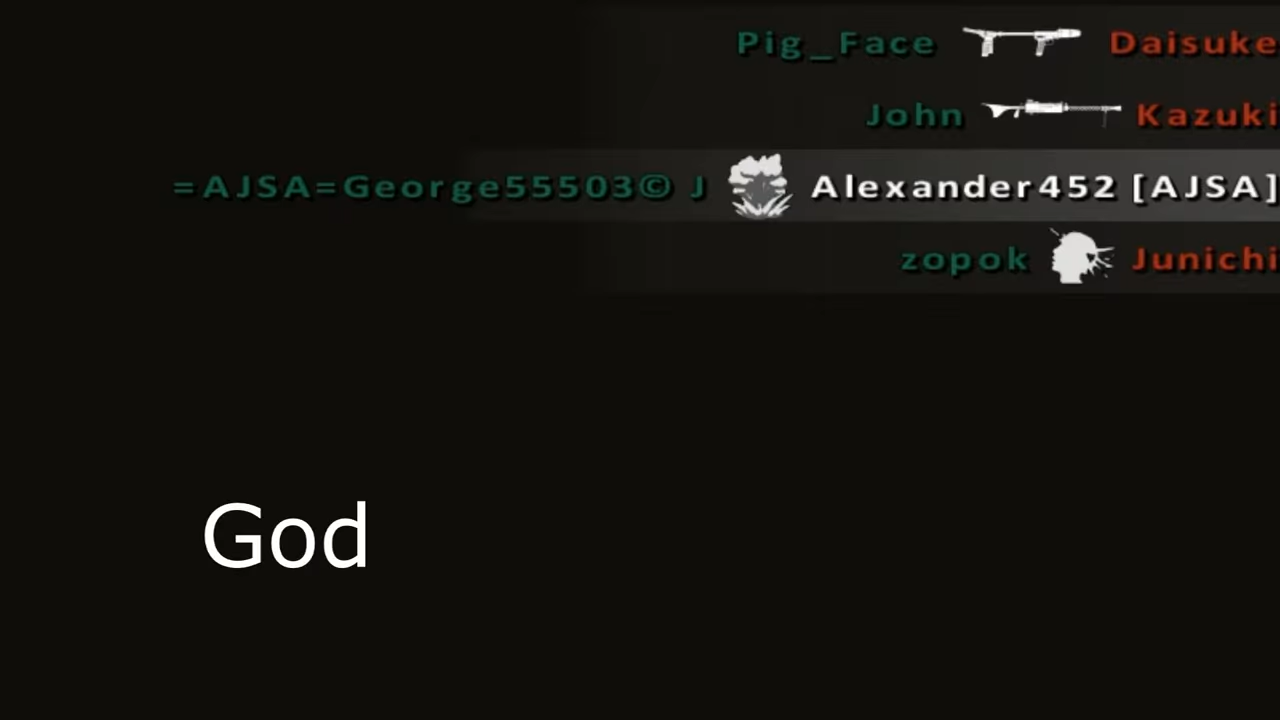 Pig_Face Daisuke
John Kazuki
=AJSA=George55503© J Alexander452 [AJSA]
zopok Junichi
God